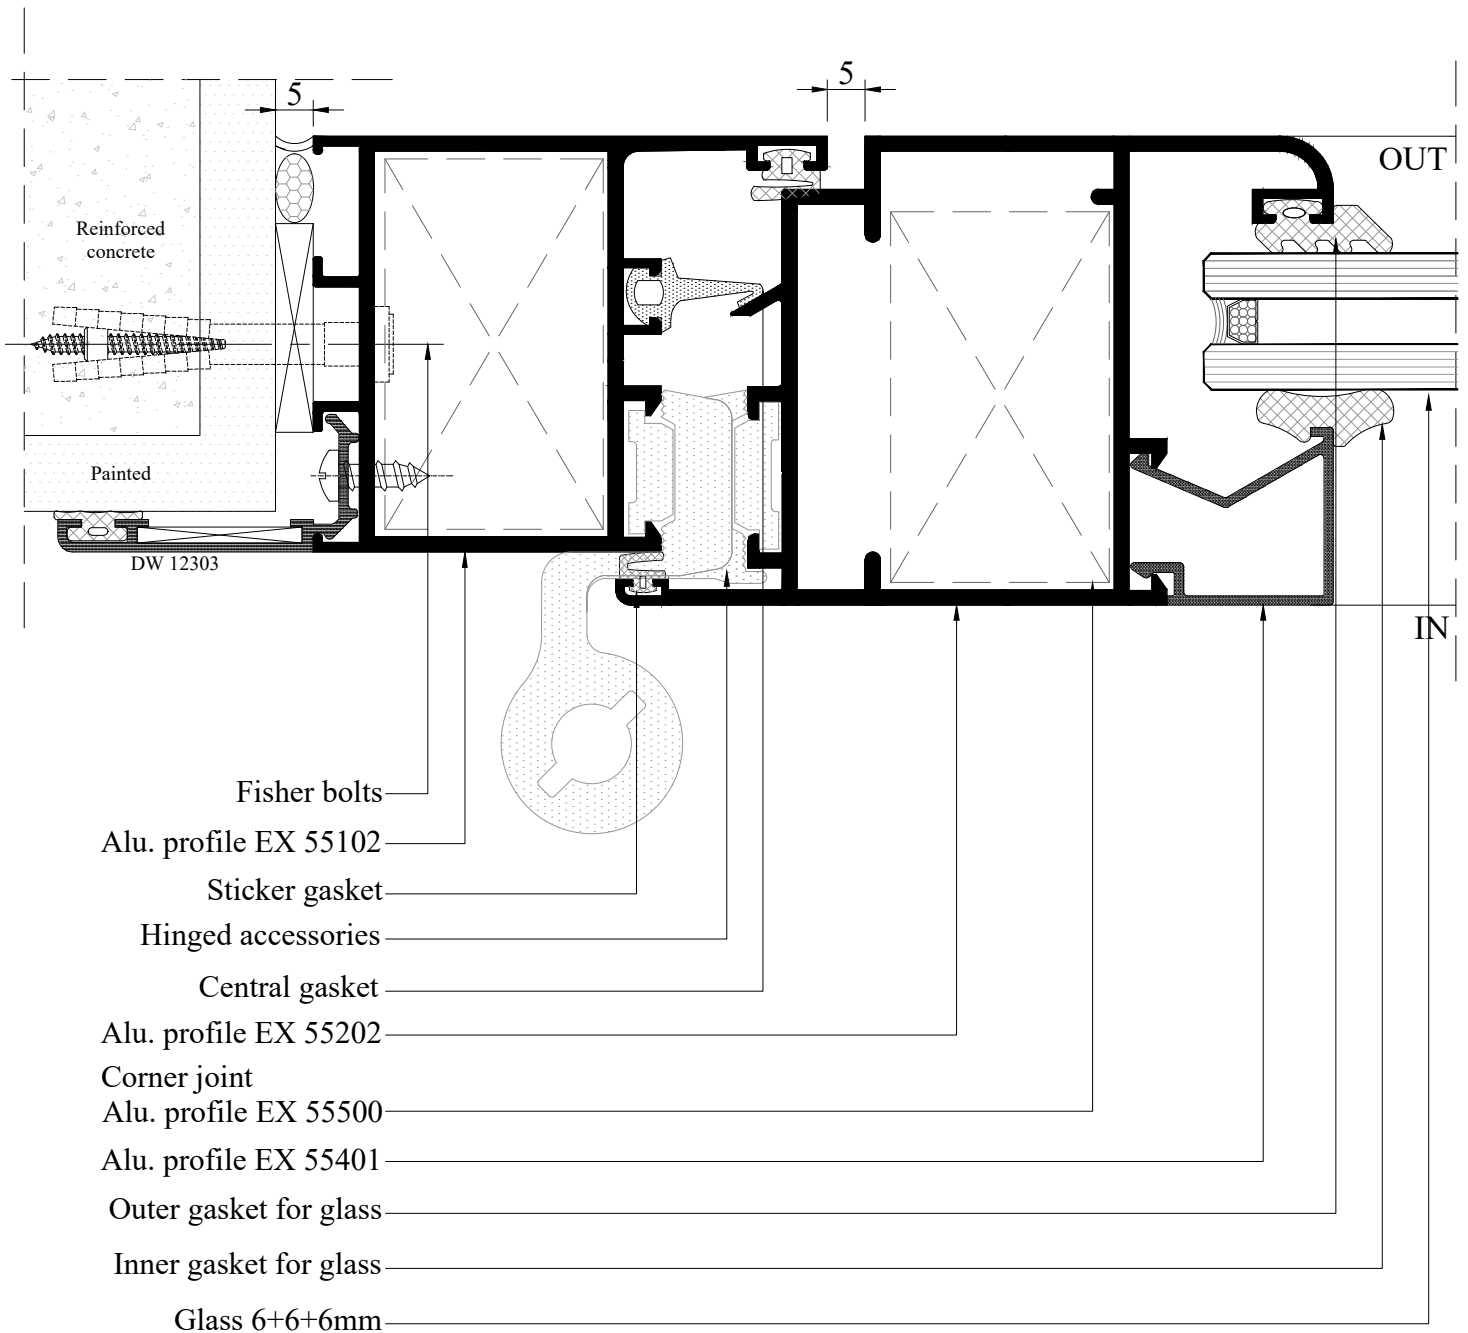 5
5
OUT
Reinforced
concrete
Painted
DW 12303
IN
Fisher bolts
Alu. profile EX 55102
Sticker gasket
Hinged accessories
Central gasket
Alu. profile EX 55202
Corner joint
Alu. profile EX 55500
Alu. profile EX 55401
Outer gasket for glass
Inner gasket for glass
Glass 6+6+6mm